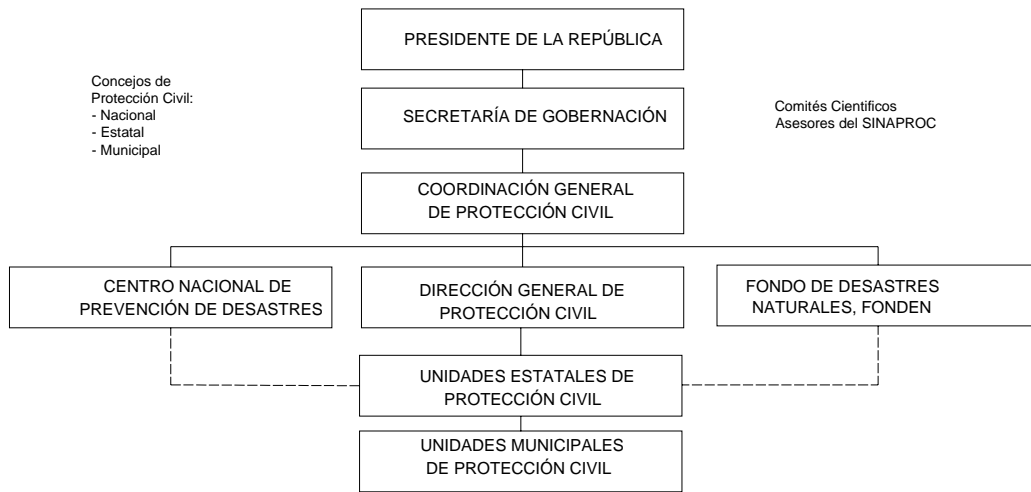 PRESIDENTE DE LA REPÚBLICA
Concejos de
Protección Civil:
- Nacional
- Estatal
- Municipal
SECRETARÍA DE GOBERNACIÓN
Comités Cientificos
Asesores del SINAPROC
COORDINACIÓN GENERAL
DE PROTECCIÓN CIVIL
CENTRO NACIONAL DE
PREVENCIÓN DE DESASTRES
DIRECCIÓN GENERAL DE
PROTECCIÓN CIVIL
FONDO DE DESASTRES
NATURALES, FONDEN
UNIDADES ESTATALES DE
PROTECCIÓN CIVIL
UNIDADES MUNICIPALES
DE PROTECCIÓN CIVIL